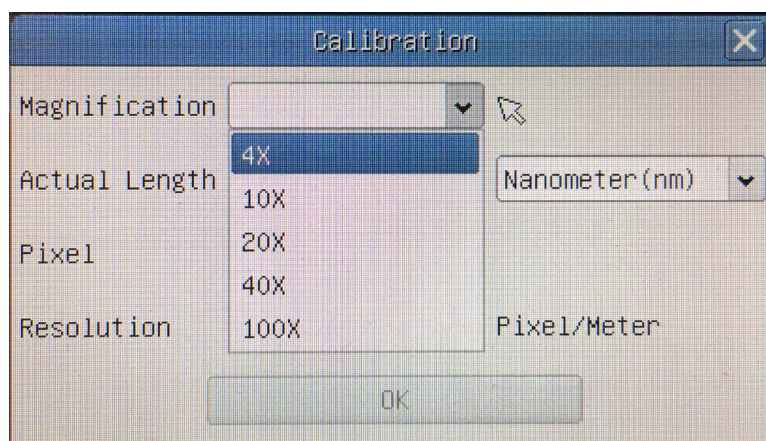 Calibration
Magnification
4X
Actual Length
Nanometer(nm)
10X
Pixel
20X
40X
Resolution
100X
Pixel/Meter
OK